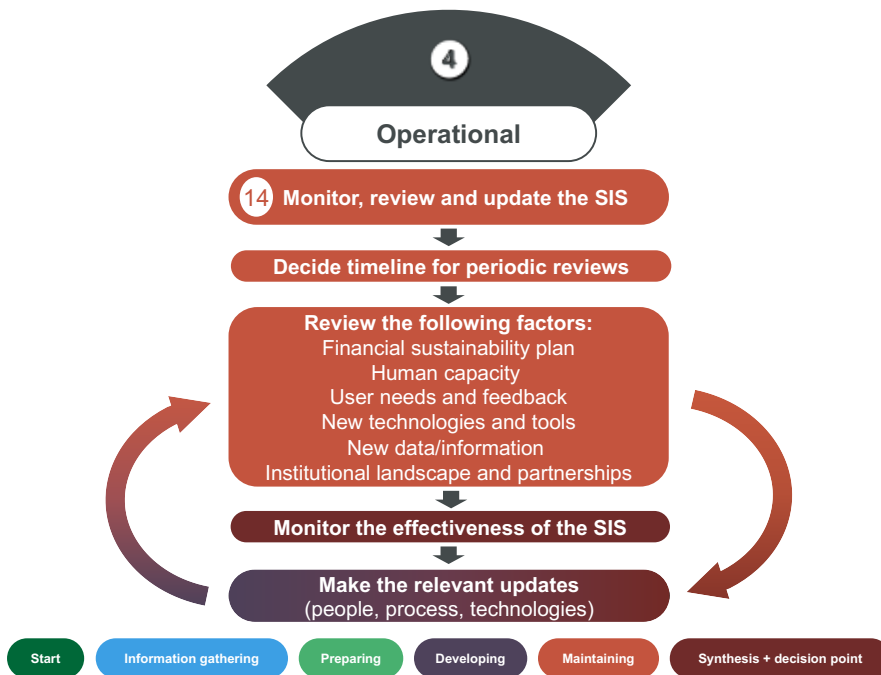 4
Operational
14 Monitor, review and update the SIS
Decide timeline for periodic reviews
Review the following factors:
Financial sustainability plan
Human capacity
User needs and feedback
New technologies and tools
New data/information
Institutional landscape and partnerships
Monitor the effectiveness of the SIS
Make the relevant updates
(people, process, technologies)
Start Information gathering Preparing Developing Maintaining Synthesis + decision point